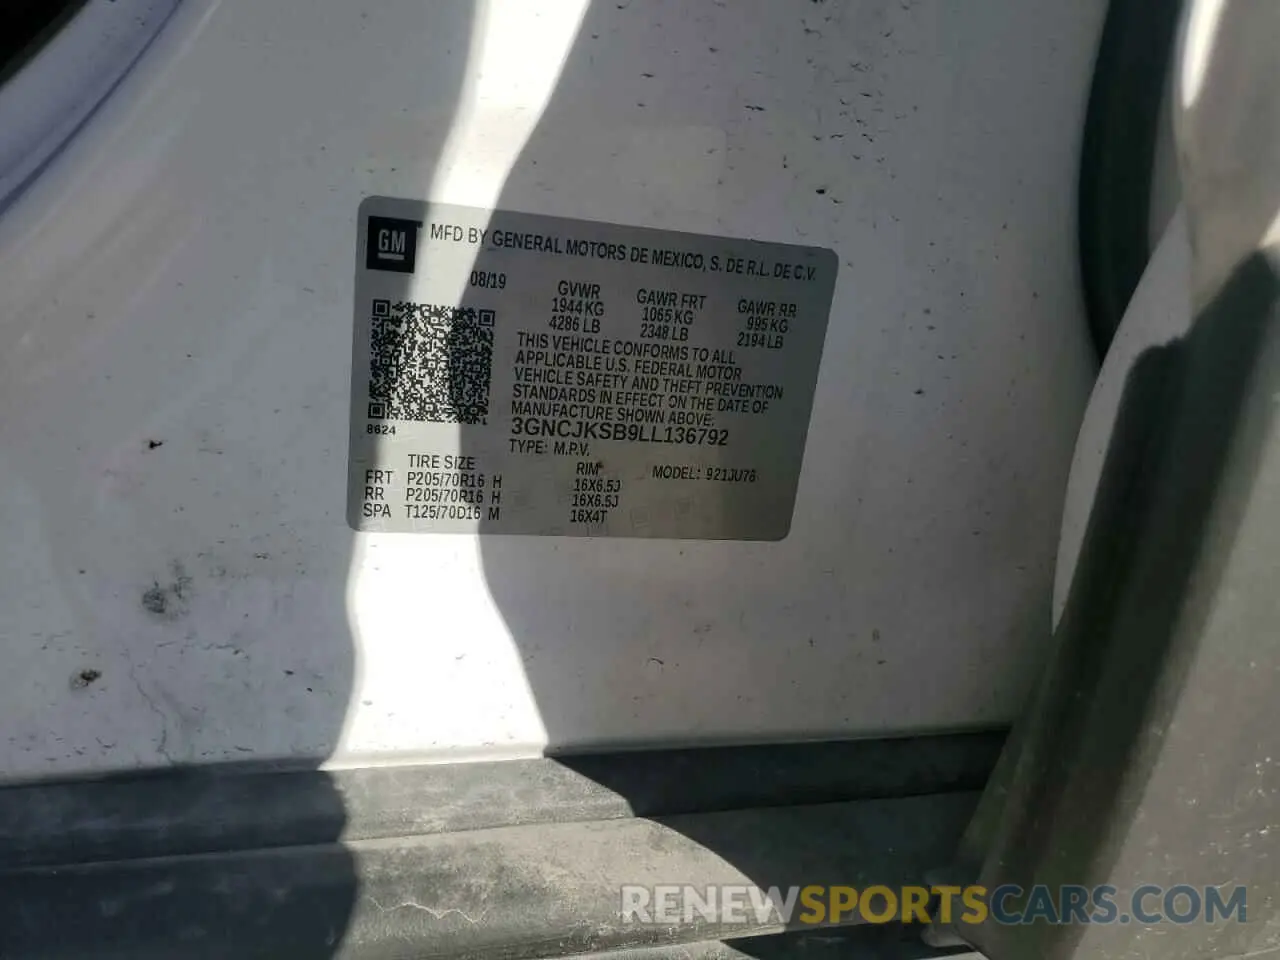 GM
MFD BY GENERAL MOTORS DE MEXICO, S. DE R.L. DE C.V.
08/19 GVWR GAWR FRT GAWR RR
1944 KG 1065 KG 995 KG
4286 LB 2348 LB 2194 LB
THIS VEHICLE CONFORMS TO ALL
APPLICABLE U.S. FEDERAL MOTOR
VEHICLE SAFETY AND THEFT PREVENTION
STANDARDS IN EFFECT ON THE DATE OF
MANUFACTURE SHOWN ABOVE.
8624
3GNCJKSB9LL136792
TYPE: M.P.V.
TIRE SIZE RIM MODEL: 921JU76
FRT P205/70R16 H 16X6.5J
RR P205/70R16 H 16X6.5J
SPA T125/70D16 M 16X4T
RENEWSPORTSCARS.COM